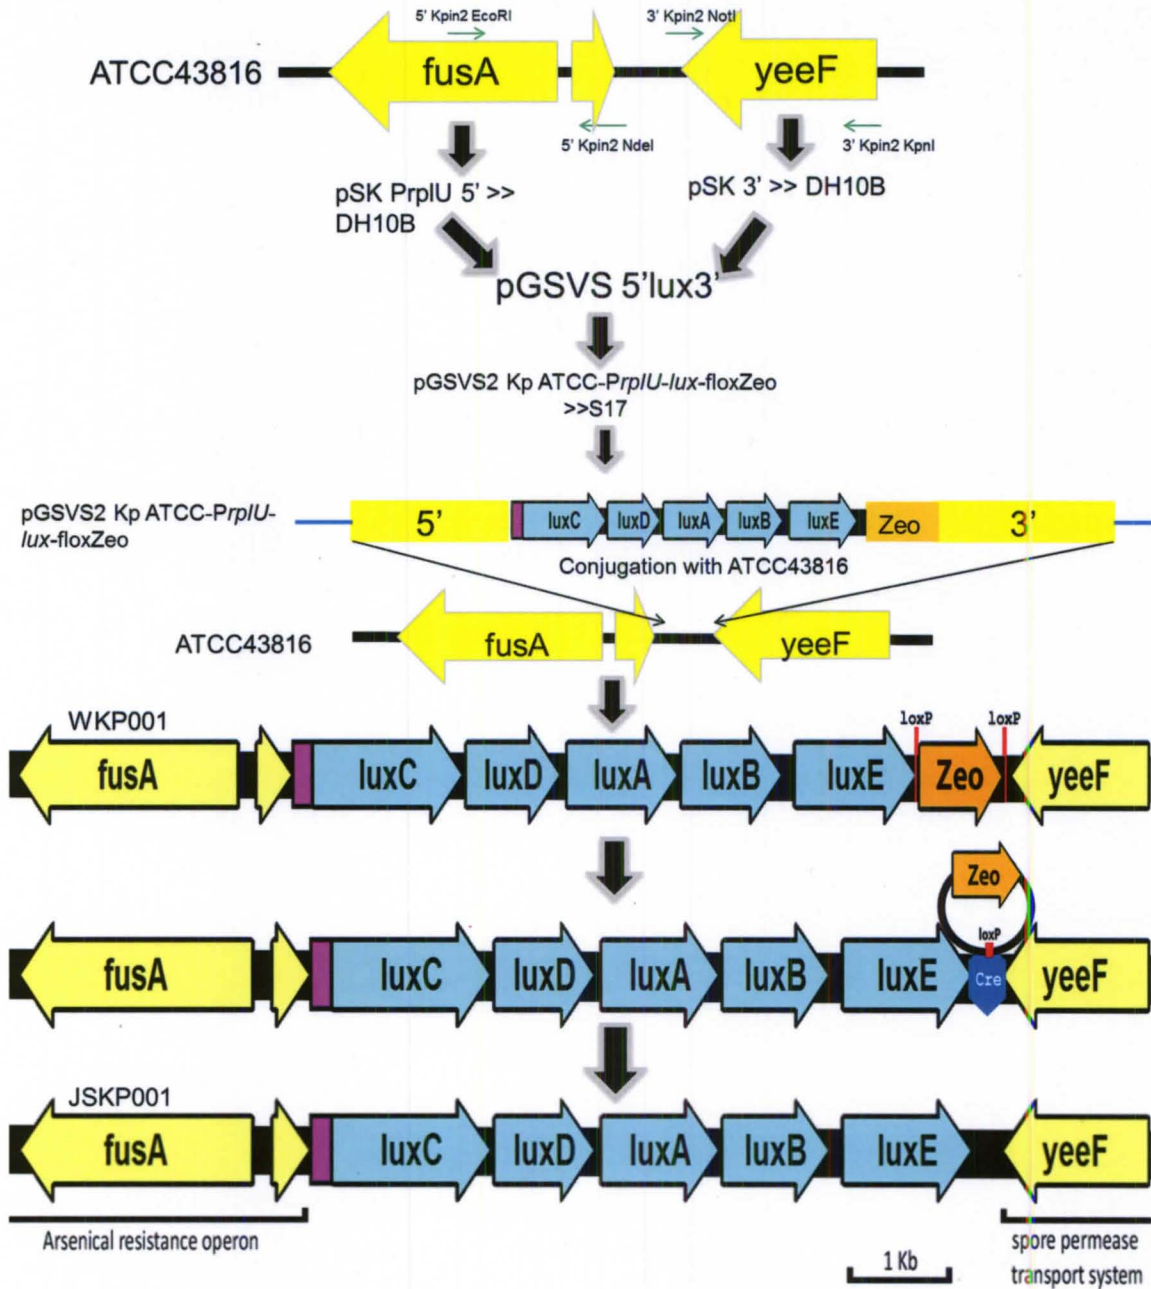 5' Kpin2 EcoRI
3' Kpin2 NotI
ATCC43816
fusA
yeeF
5' Kpin2 NdeI
3' Kpin2 KpnI
pSK PrplU 5' >>
DH10B
pSK 3' >> DH10B
pGSVS 5'lux3'
pGSVS2 Kp ATCC-PrplU-lux-floxZeo
>>S17
pGSVS2 Kp ATCC-PrplU-
lux-floxZeo
5'
luxC
luxD
luxA
luxB
luxE
Zeo
3'
Conjugation with ATCC43816
ATCC43816
fusA
yeeF
WKP001
loxP
loxP
fusA
luxC
luxD
luxA
luxB
luxE
Zeo
yeeF
Zeo
loxP
fusA
luxC
luxD
luxA
luxB
luxE
Cre
yeeF
JSKP001
fusA
luxC
luxD
luxA
luxB
luxE
yeeF
Arsenical resistance operon
1 Kb
spore permease
transport system